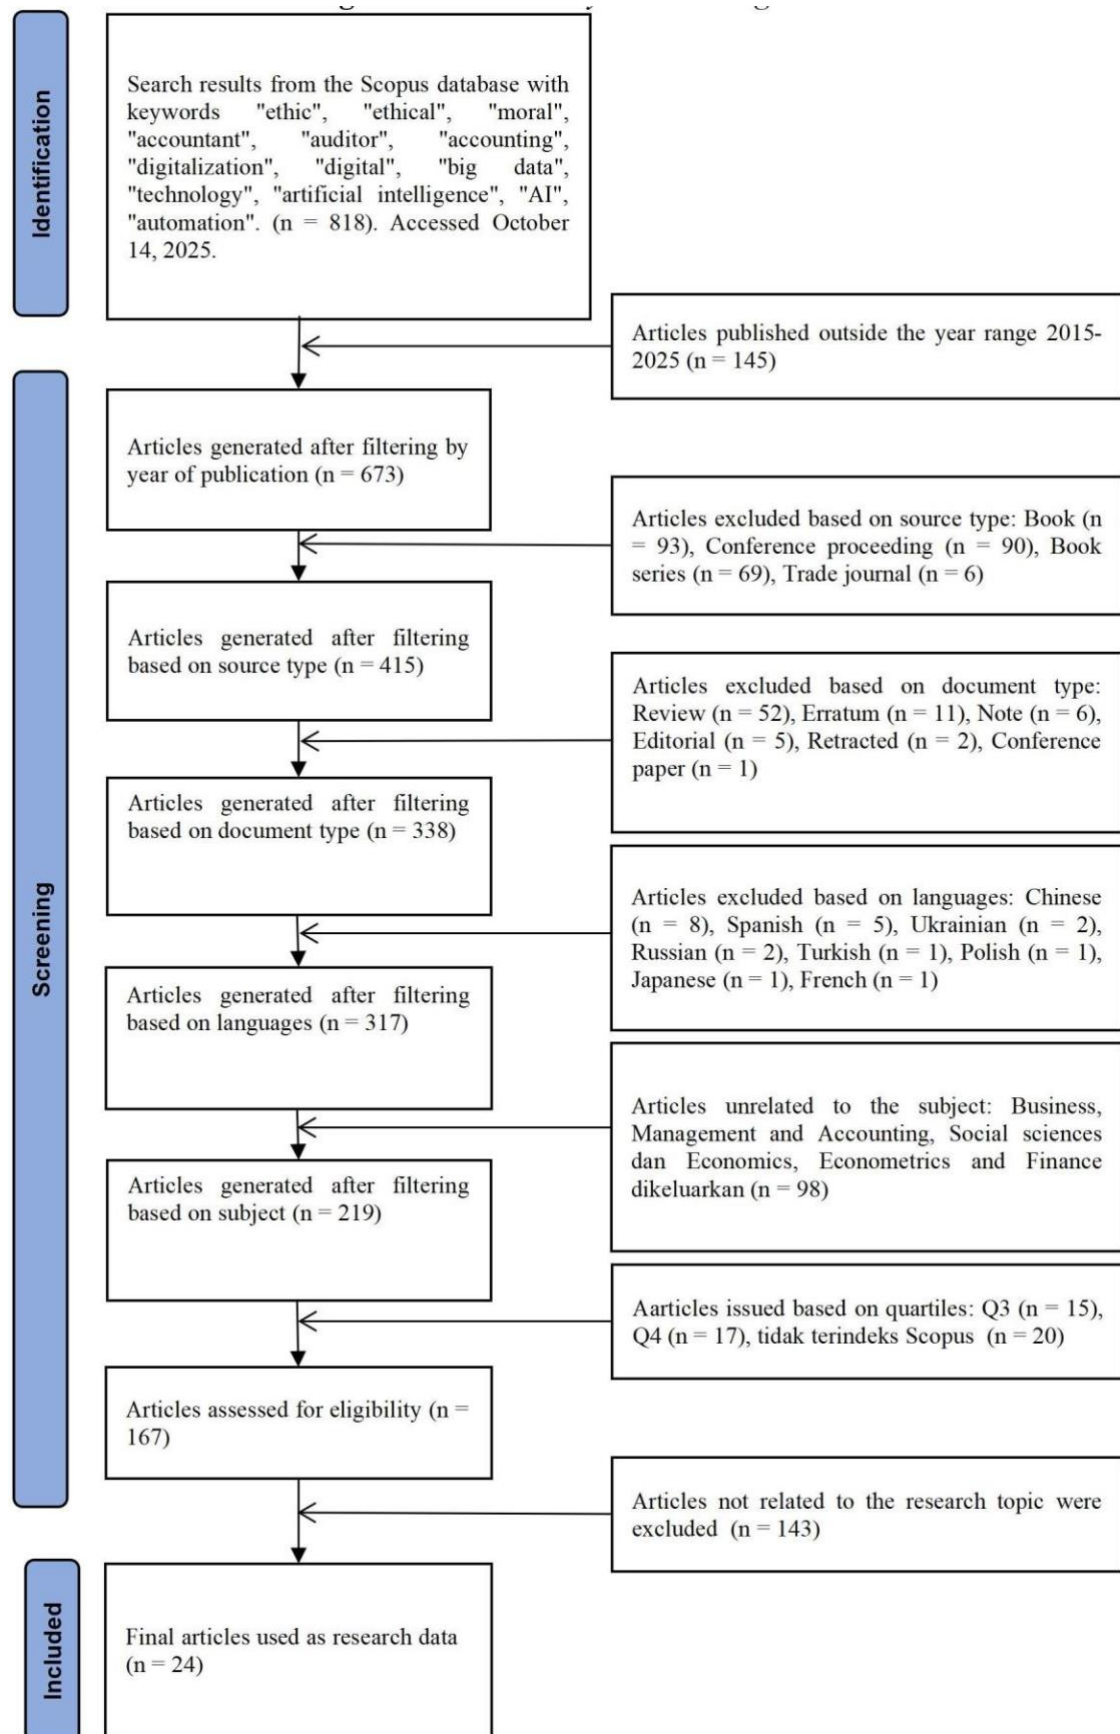 Identification
Search results from the Scopus database with
keywords "ethic", "ethical", "moral",
"accountant", "auditor", "accounting",
"digitalization", "digital", "big data",
"technology", "artificial intelligence", "AI",
"automation". (n = 818). Accessed October
14, 2025.
Articles published outside the year range 2015-
2025 (n = 145)
Screening
Articles generated after filtering by
year of publication (n = 673)
Articles excluded based on source type: Book (n
= 93), Conference proceeding (n = 90), Book
series (n = 69), Trade journal (n = 6)
Articles generated after filtering
based on source type (n = 415)
Articles excluded based on document type:
Review (n = 52), Erratum (n = 11), Note (n = 6),
Editorial (n = 5), Retracted (n = 2), Conference
paper (n = 1)
Articles generated after filtering
based on document type (n = 338)
Articles excluded based on languages: Chinese
(n = 8), Spanish (n = 5), Ukrainian (n = 2),
Russian (n = 2), Turkish (n = 1), Polish (n = 1),
Japanese (n = 1), French (n = 1)
Articles generated after filtering
based on languages (n = 317)
Articles unrelated to the subject: Business,
Management and Accounting, Social sciences
dan Economics, Econometrics and Finance
dikeluarkan (n = 98)
Articles generated after filtering
based on subject (n = 219)
Aarticles issued based on quartiles: Q3 (n = 15),
Q4 (n = 17), tidak terindeks Scopus (n = 20)
Articles assessed for eligibility (n =
167)
Articles not related to the research topic were
excluded (n = 143)
Included
Final articles used as research data
(n = 24)